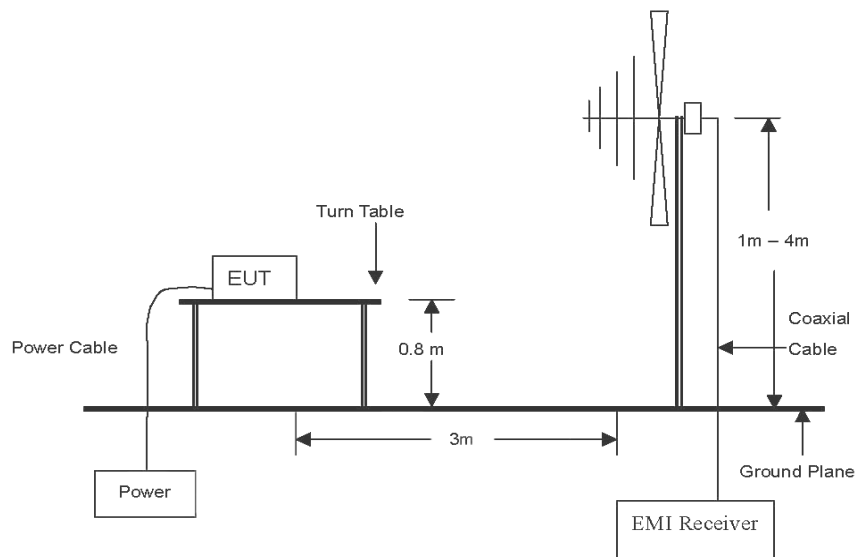 Turn Table
1m – 4m
EUT
Power Cable
0.8 m
Coaxial
Cable
3m
Ground Plane
Power
EMI Receiver